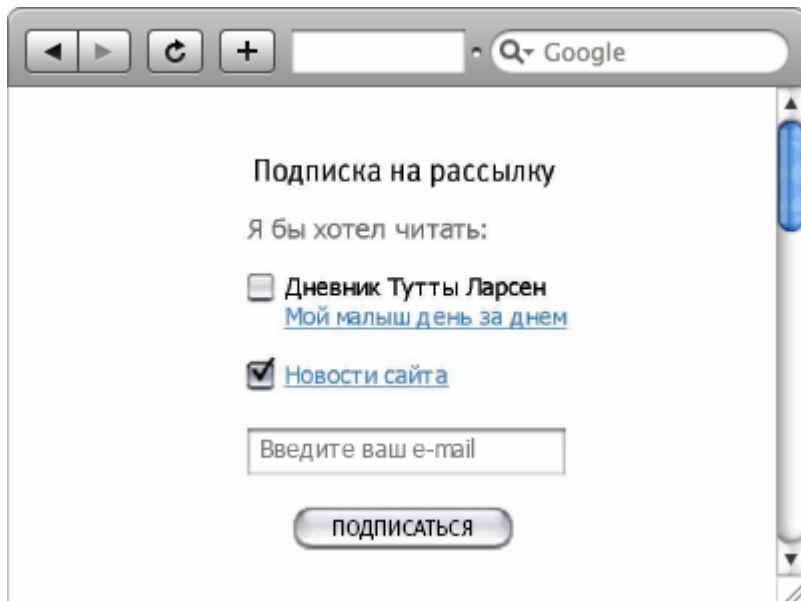 Google
Подписка на рассылку
Я бы хотел читать:
Дневник Тутты Ларсен
Мой малыш день за днем
Новости сайта
Введите ваш e-mail
ПОДПИСАТЬСЯ